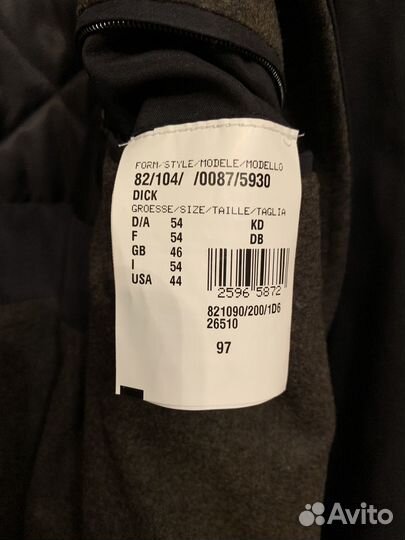 FORM/STYLE/MODELE/MODELLO
82/104/ /0087/5930
DICK
GROESSE/SIZE/TAILLE/TAGLIA
D/A 54 KD
F 54 DB
GB 46
I 54
USA 44
2596 5872
821090/200/1D6
26510
97
Avito